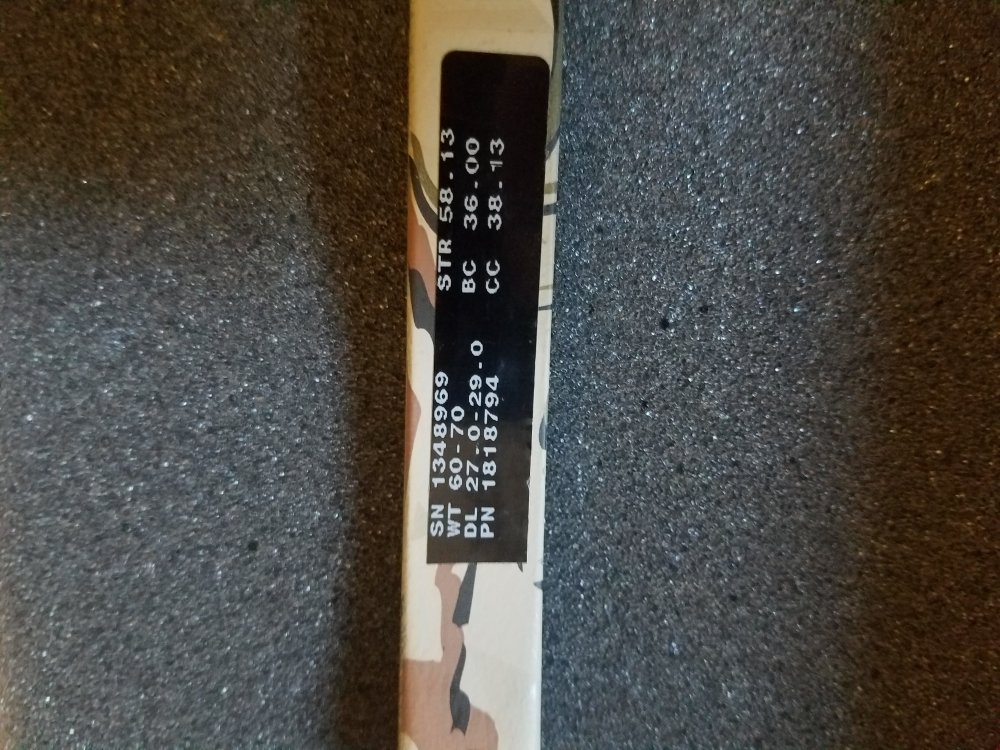 SN 1348969 STR 58.13
WT 60-70 BC 36.00
DL 27.0-29.0 CC 38.13
PN 1818794